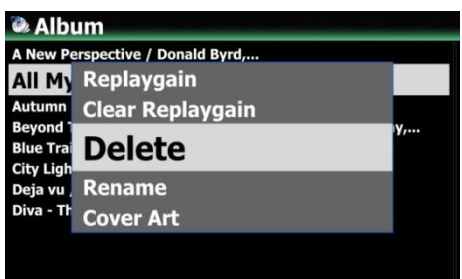 Album
A New Perspective / Donald Byrd,...
All My
Replaygain
Autumn
Clear Replaygain
Beyond
y,...
Blue Trai
Delete
City Ligh
Deja vu
Rename
Diva - Th
Cover Art